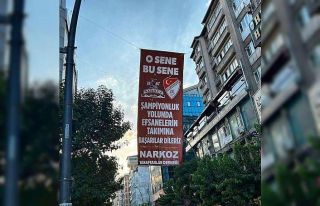 O SENE
BU SENE
ŞAMPİYONLUK
YOLUNDA
EFSANELERİN
TAKIMINA
BAŞARILAR DİLERİZ
NARKOZ